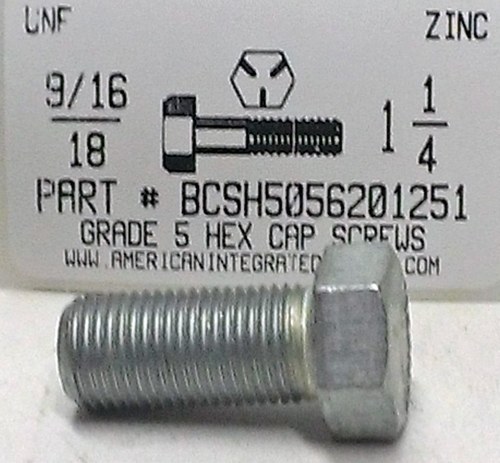 UNF ZINC
9/16
18
1 1/4
PART # BCSH5056201251
GRADE 5 HEX CAP SCREWS
WWW.AMERICANINTEGRATED COM